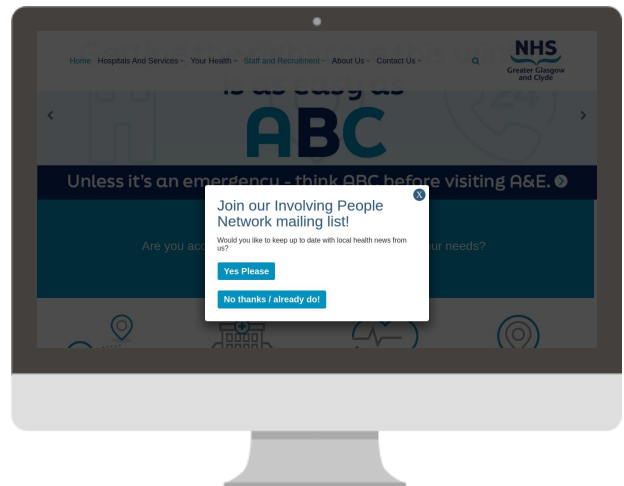 NHS
Greater Glasgow
and Clyde
Home Hospitals And Services Your Health Staff and Recruitment About Us Contact Us
is as easy as
ABC
Unless it's an emergency - think ABC before visiting A&E.
X
Join our Involving People
Network mailing list!
Would you like to keep up to date with local health news from
us?
Are you
ur needs?
Yes Please
No thanks / already do!